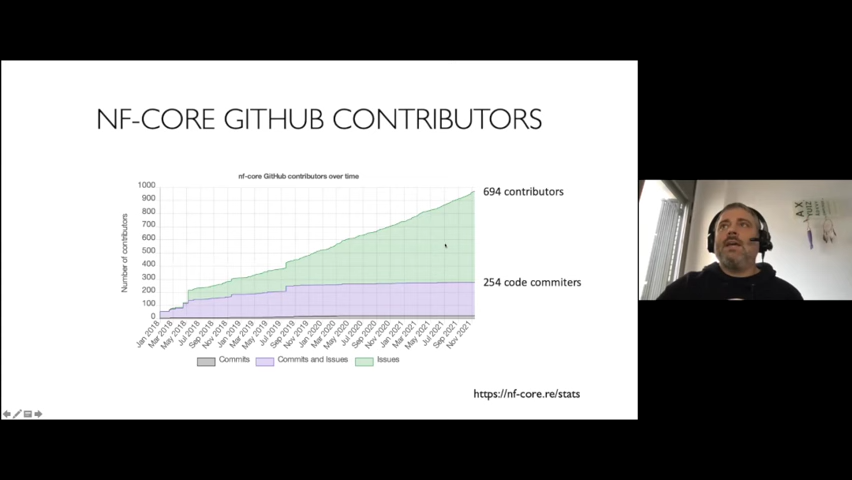 NF-CORE GITHUB CONTRIBUTORS
nf-core GitHub contributors over time
Number of contributors
1000
900
800
700
600
500
400
300
200
100
0
Jan 2018
Mar 2018
May 2018
Jul 2018
Sep 2018
Nov 2018
Jan 2019
Mar 2019
May 2019
Jul 2019
Sep 2019
Nov 2019
Jan 2020
Mar 2020
May 2020
Jul 2020
Sep 2020
Nov 2020
Jan 2021
Mar 2021
May 2021
Jul 2021
Sep 2021
Nov 2021
694 contributors
254 code commiters
Commits
Commits and Issues
Issues
https://nf-core.re/stats